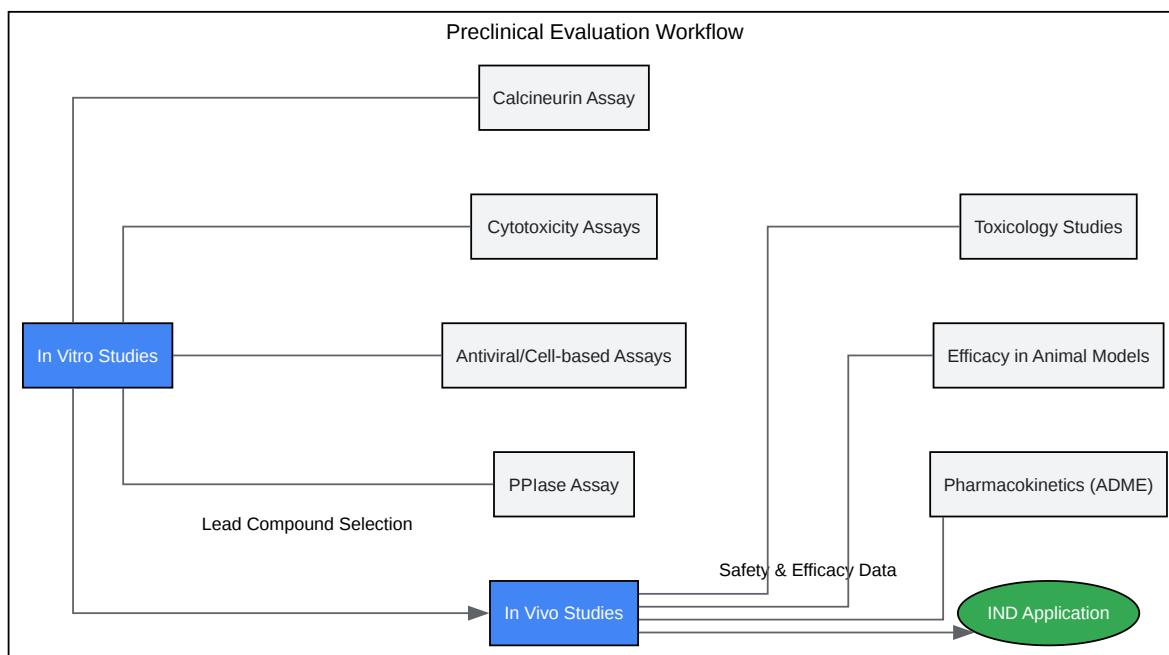 Preclinical Evaluation Workflow
Calcineurin Assay
Cytotoxicity Assays
Toxicology Studies
In Vitro Studies
Antiviral/Cell-based Assays
Efficacy in Animal Models
PPIase Assay
Pharmacokinetics (ADME)
Lead Compound Selection
Safety & Efficacy Data
In Vivo Studies
IND Application